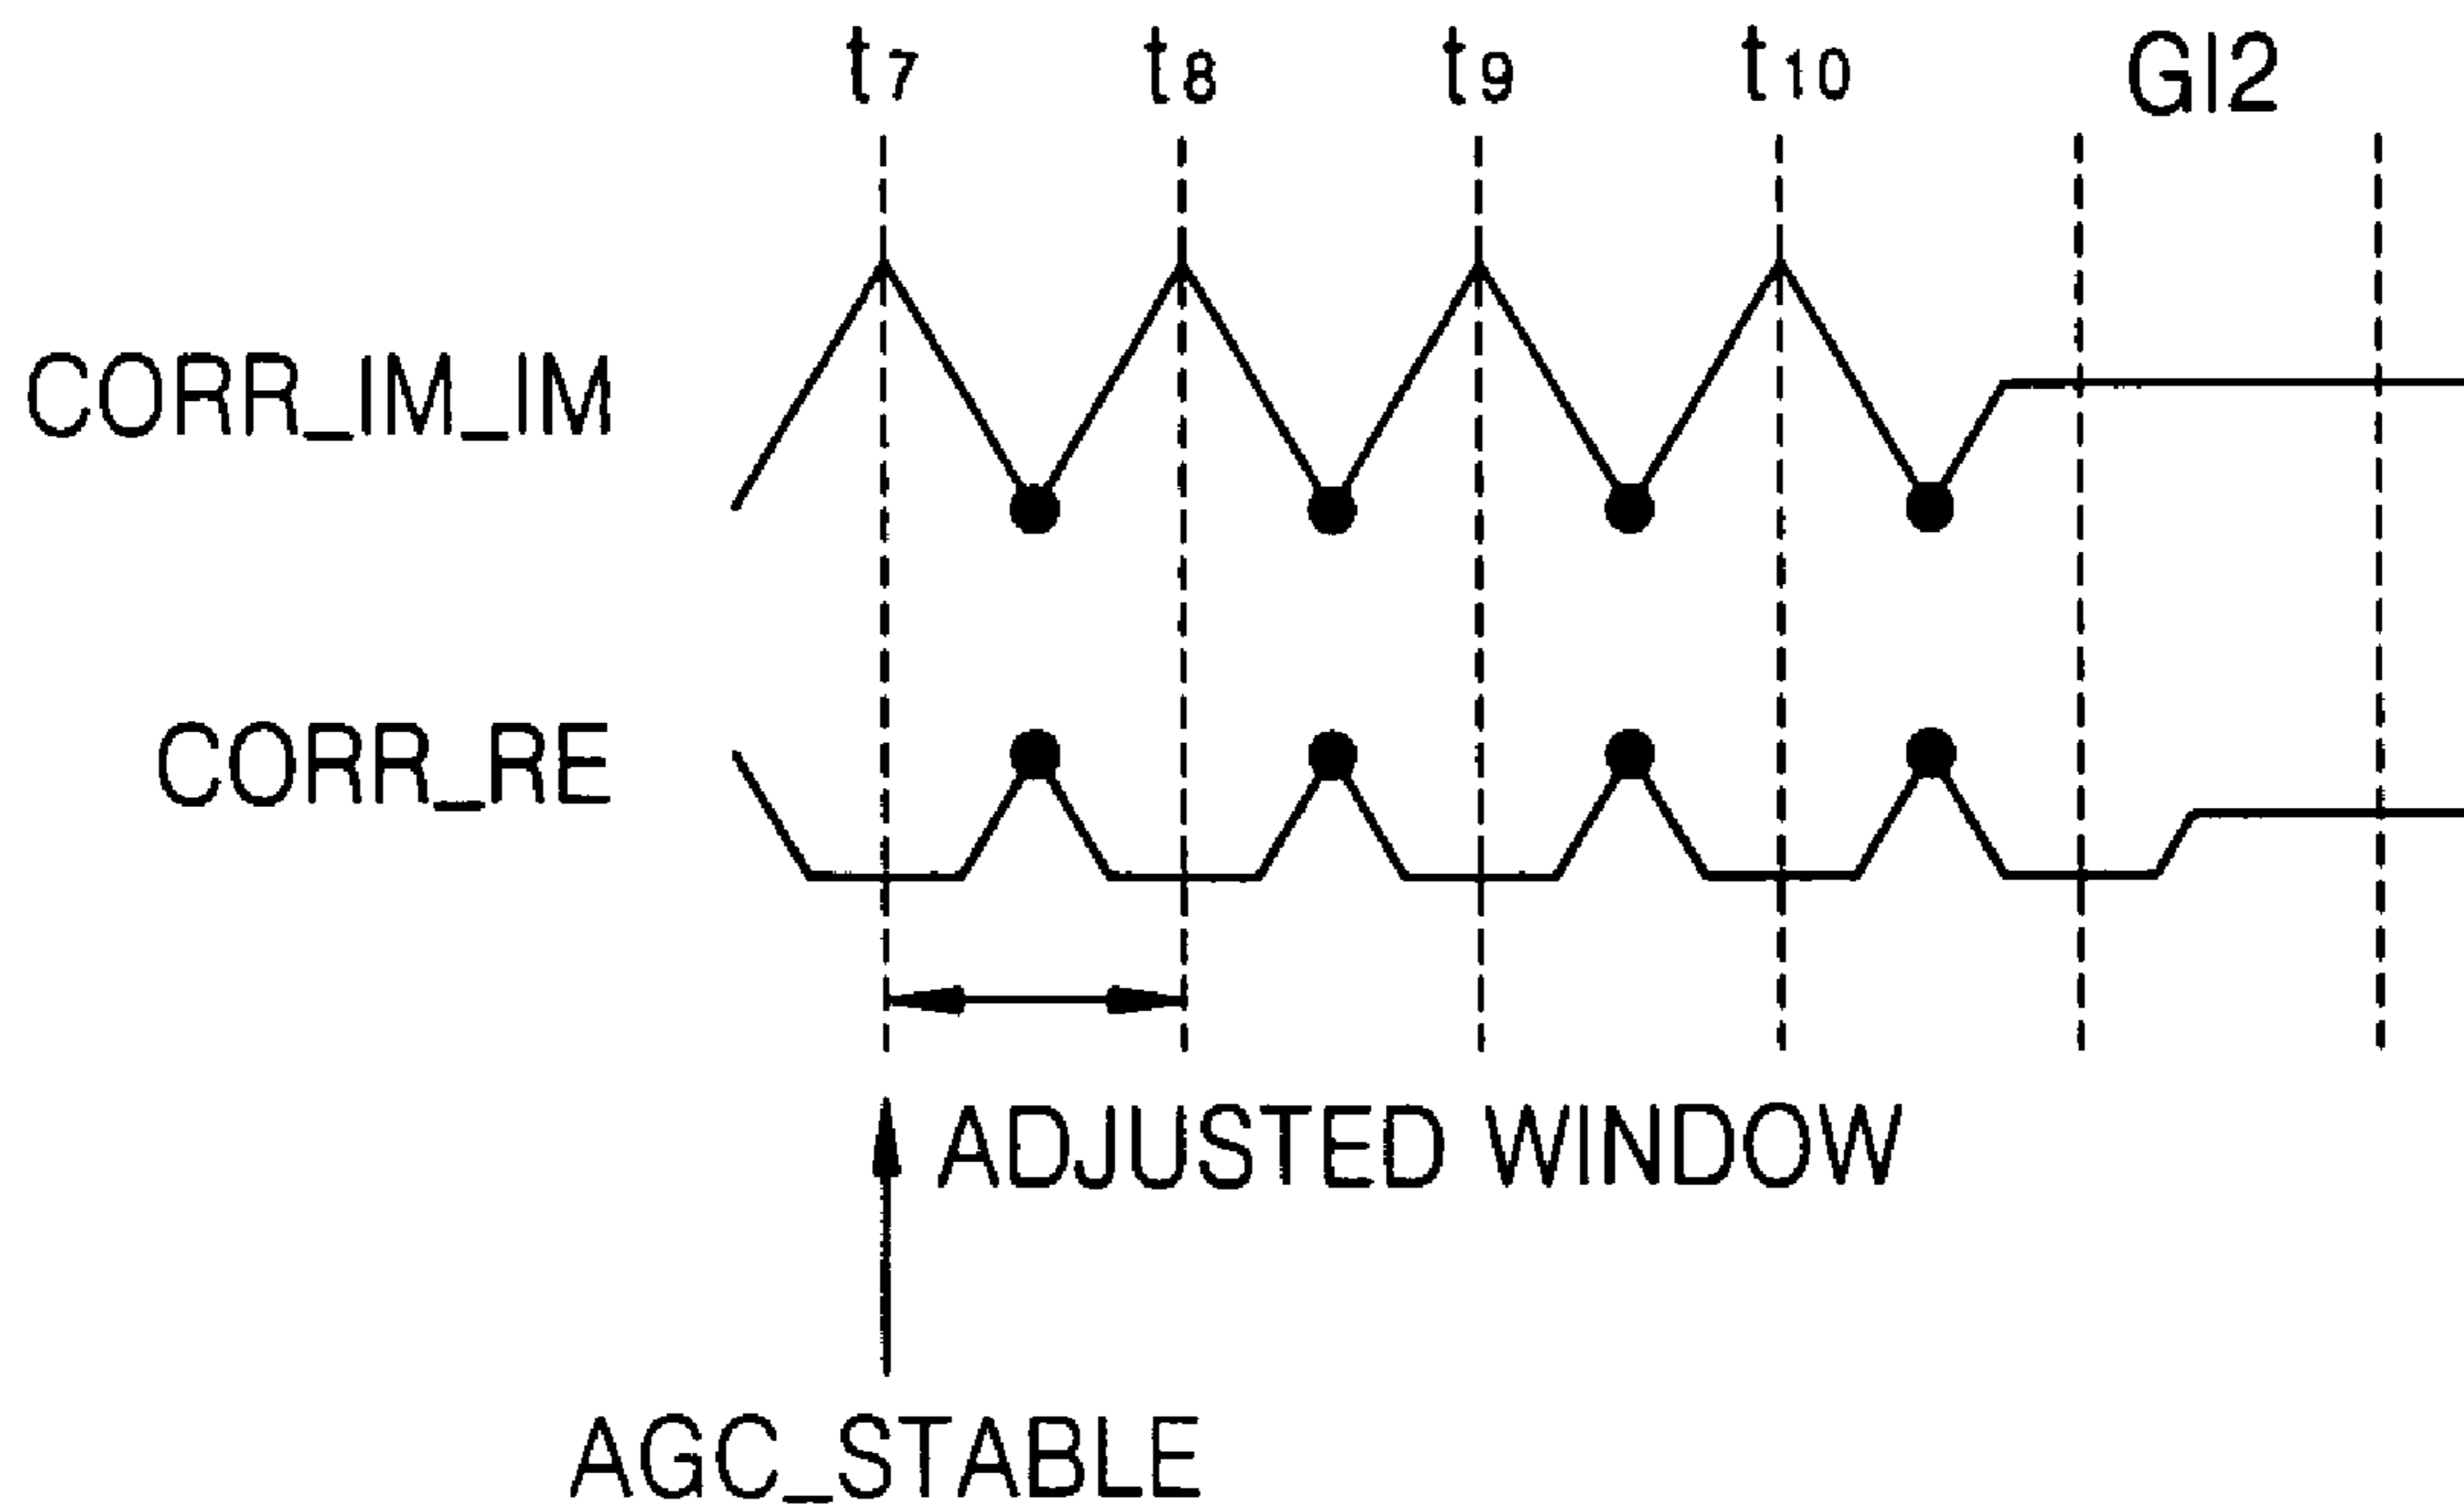 t7 t8 t9 t10 GI2
CORR_IM_IM
CORR_RE
ADJUSTED WINDOW
AGC_STABLE